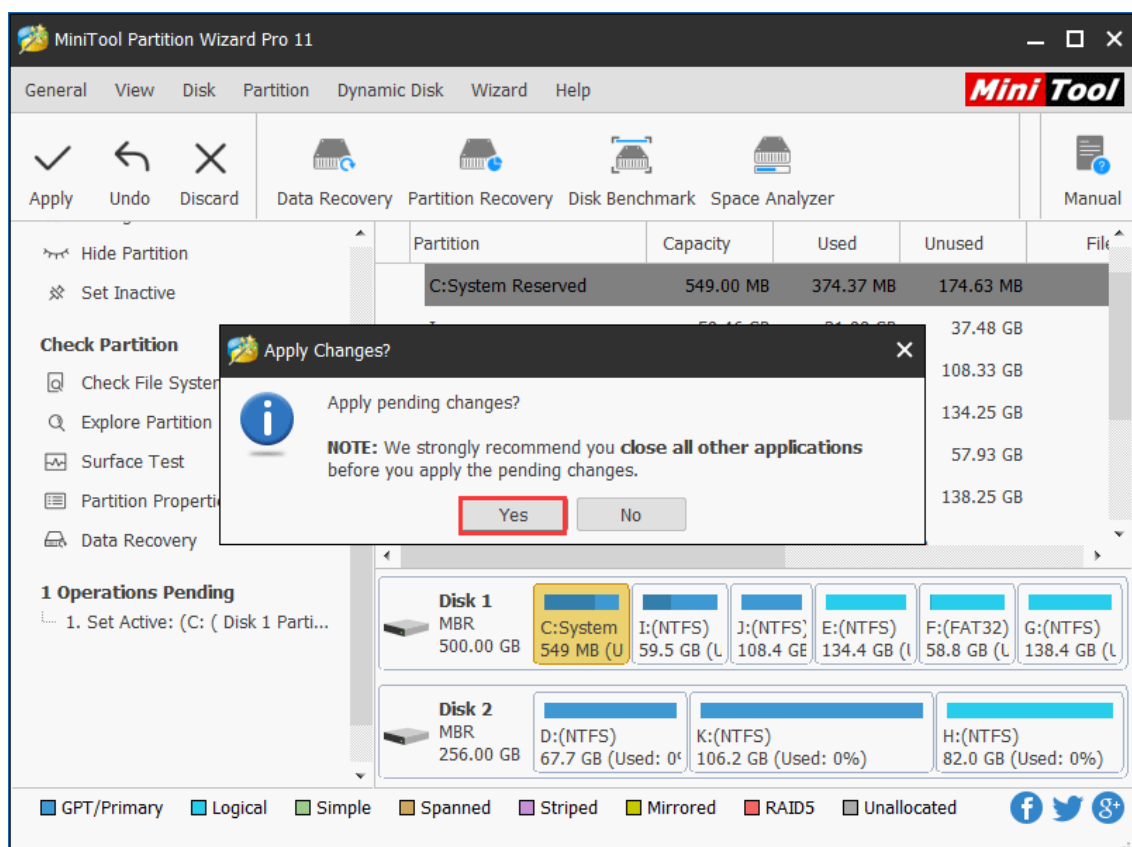 MiniTool Partition Wizard Pro 11
General View Disk Partition Dynamic Disk Wizard Help
Mini Tool
Apply Undo Discard Data Recovery Partition Recovery Disk Benchmark Space Analyzer Manual
Hide Partition
Set Inactive
Check Partition
Check File System
Explore Partition
Surface Test
Partition Properti
Data Recovery
1 Operations Pending
1. Set Active: (C: ( Disk 1 Parti...
Partition Capacity Used Unused File
C:System Reserved 549.00 MB 374.37 MB 174.63 MB
37.48 GB
108.33 GB
134.25 GB
57.93 GB
138.25 GB
Apply Changes?
Apply pending changes?
NOTE: We strongly recommend you close all other applications
before you apply the pending changes.
Yes No
Disk 1
MBR
500.00 GB
C:System
549 MB (U
I:(NTFS)
59.5 GB (U
J:(NTFS)
108.4 GB
E:(NTFS)
134.4 GB (U
F:(FAT32)
58.8 GB (U
G:(NTFS)
138.4 GB (U
Disk 2
MBR
256.00 GB
D:(NTFS)
67.7 GB (Used: 0%
K:(NTFS)
106.2 GB (Used: 0%)
H:(NTFS)
82.0 GB (Used: 0%)
GPT/Primary Logical Simple Spanned Striped Mirrored RAID5 Unallocated